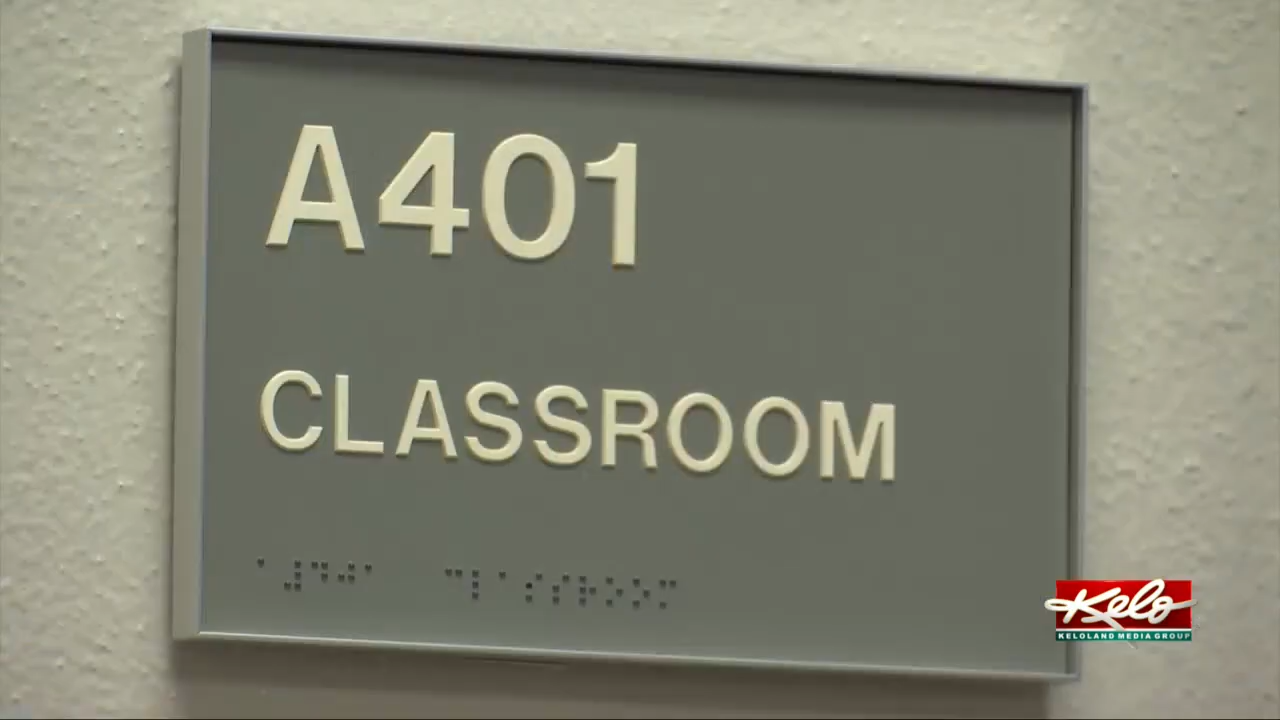 A401
CLASSROOM
⠁⠼⠙⠚⠁ ⠉⠇⠁⠎⠎⠗⠕⠕⠍
Kelo
KELOLAND MEDIA GROUP